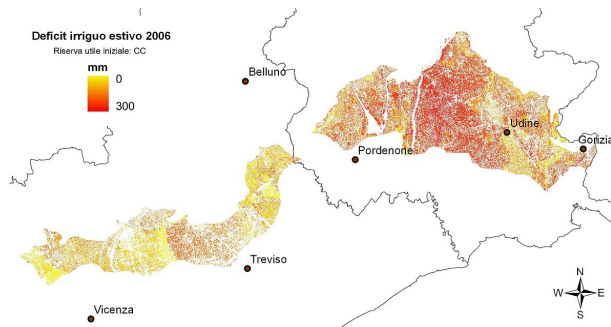 Deficit irriguo estivo 2006
Riserva utile iniziale: CC
mm
0
300
Belluno
Udine
Gorizia
Pordenone
Treviso
Vicenza
N
W E
S